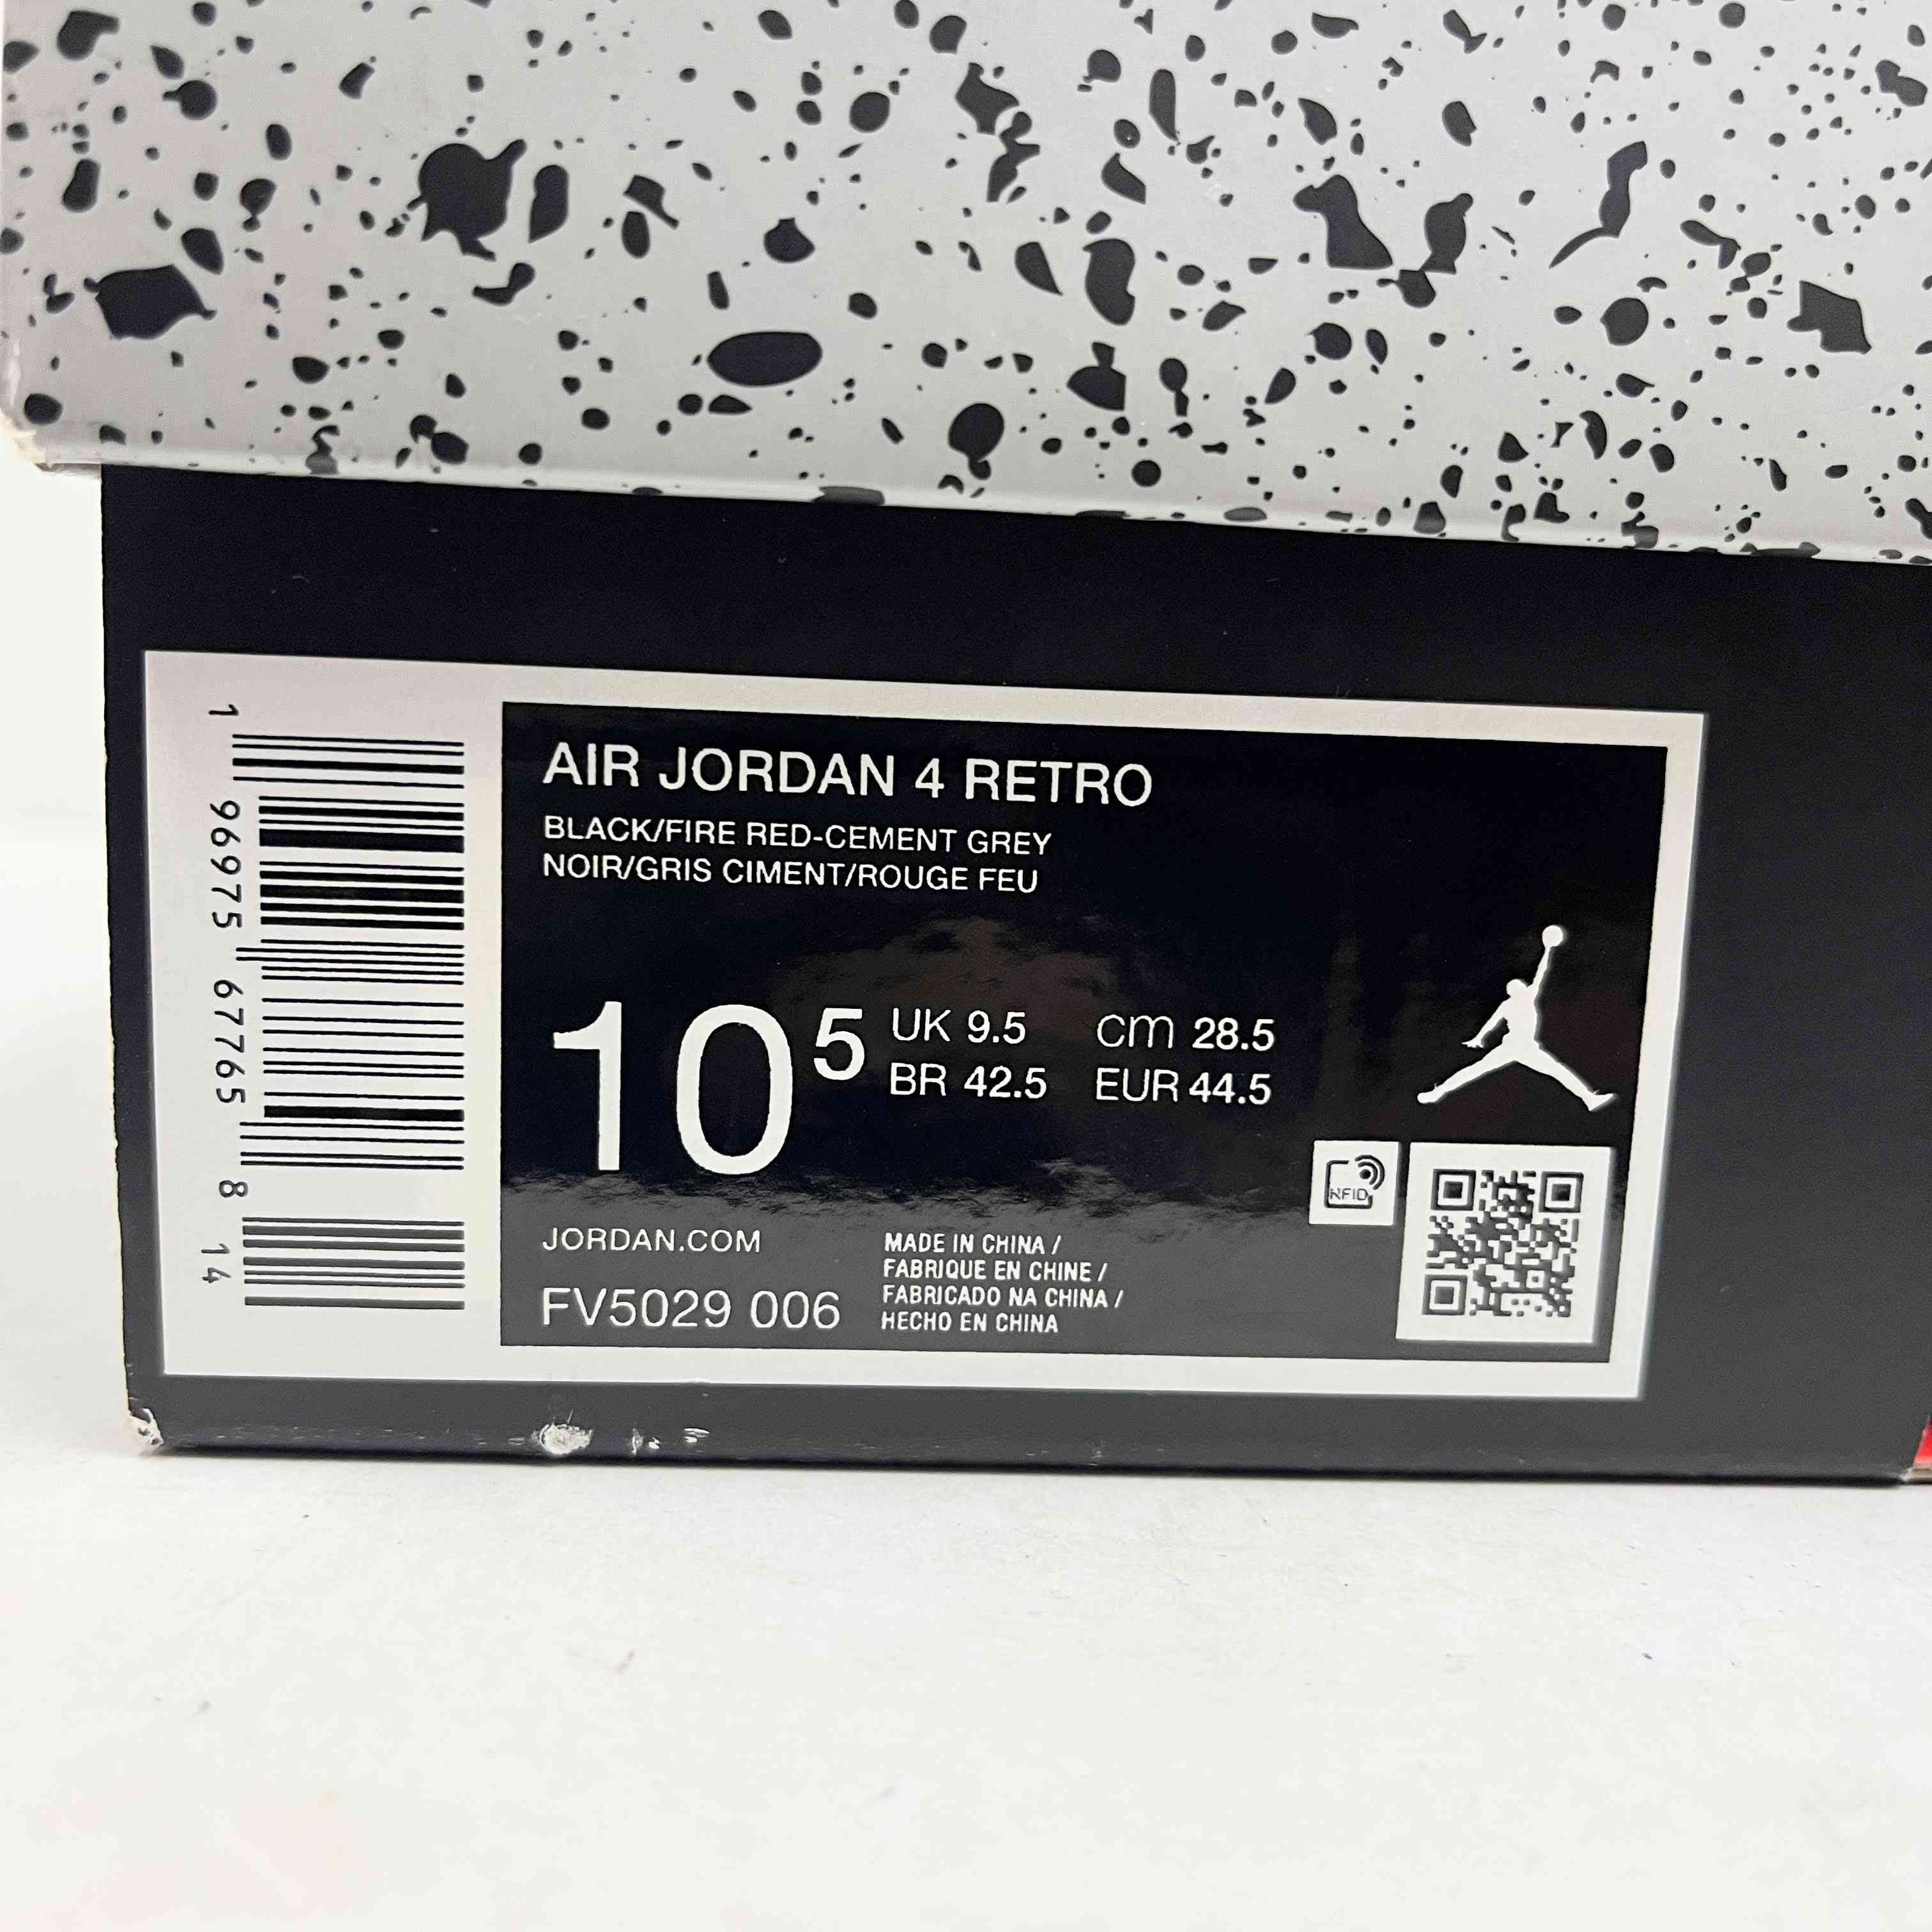 AIR JORDAN 4 RETRO
BLACK/FIRE RED-CEMENT GREY
NOIR/GRIS CIMENT/ROUGE FEU
10 5
UK 9.5 cm 28.5
BR 42.5 EUR 44.5
RFID
JORDAN.COM
FV5029 006
MADE IN CHINA /
FABRIQUE EN CHINE /
FABRICADO NA CHINA /
HECHO EN CHINA
1 96975 67765 8 14